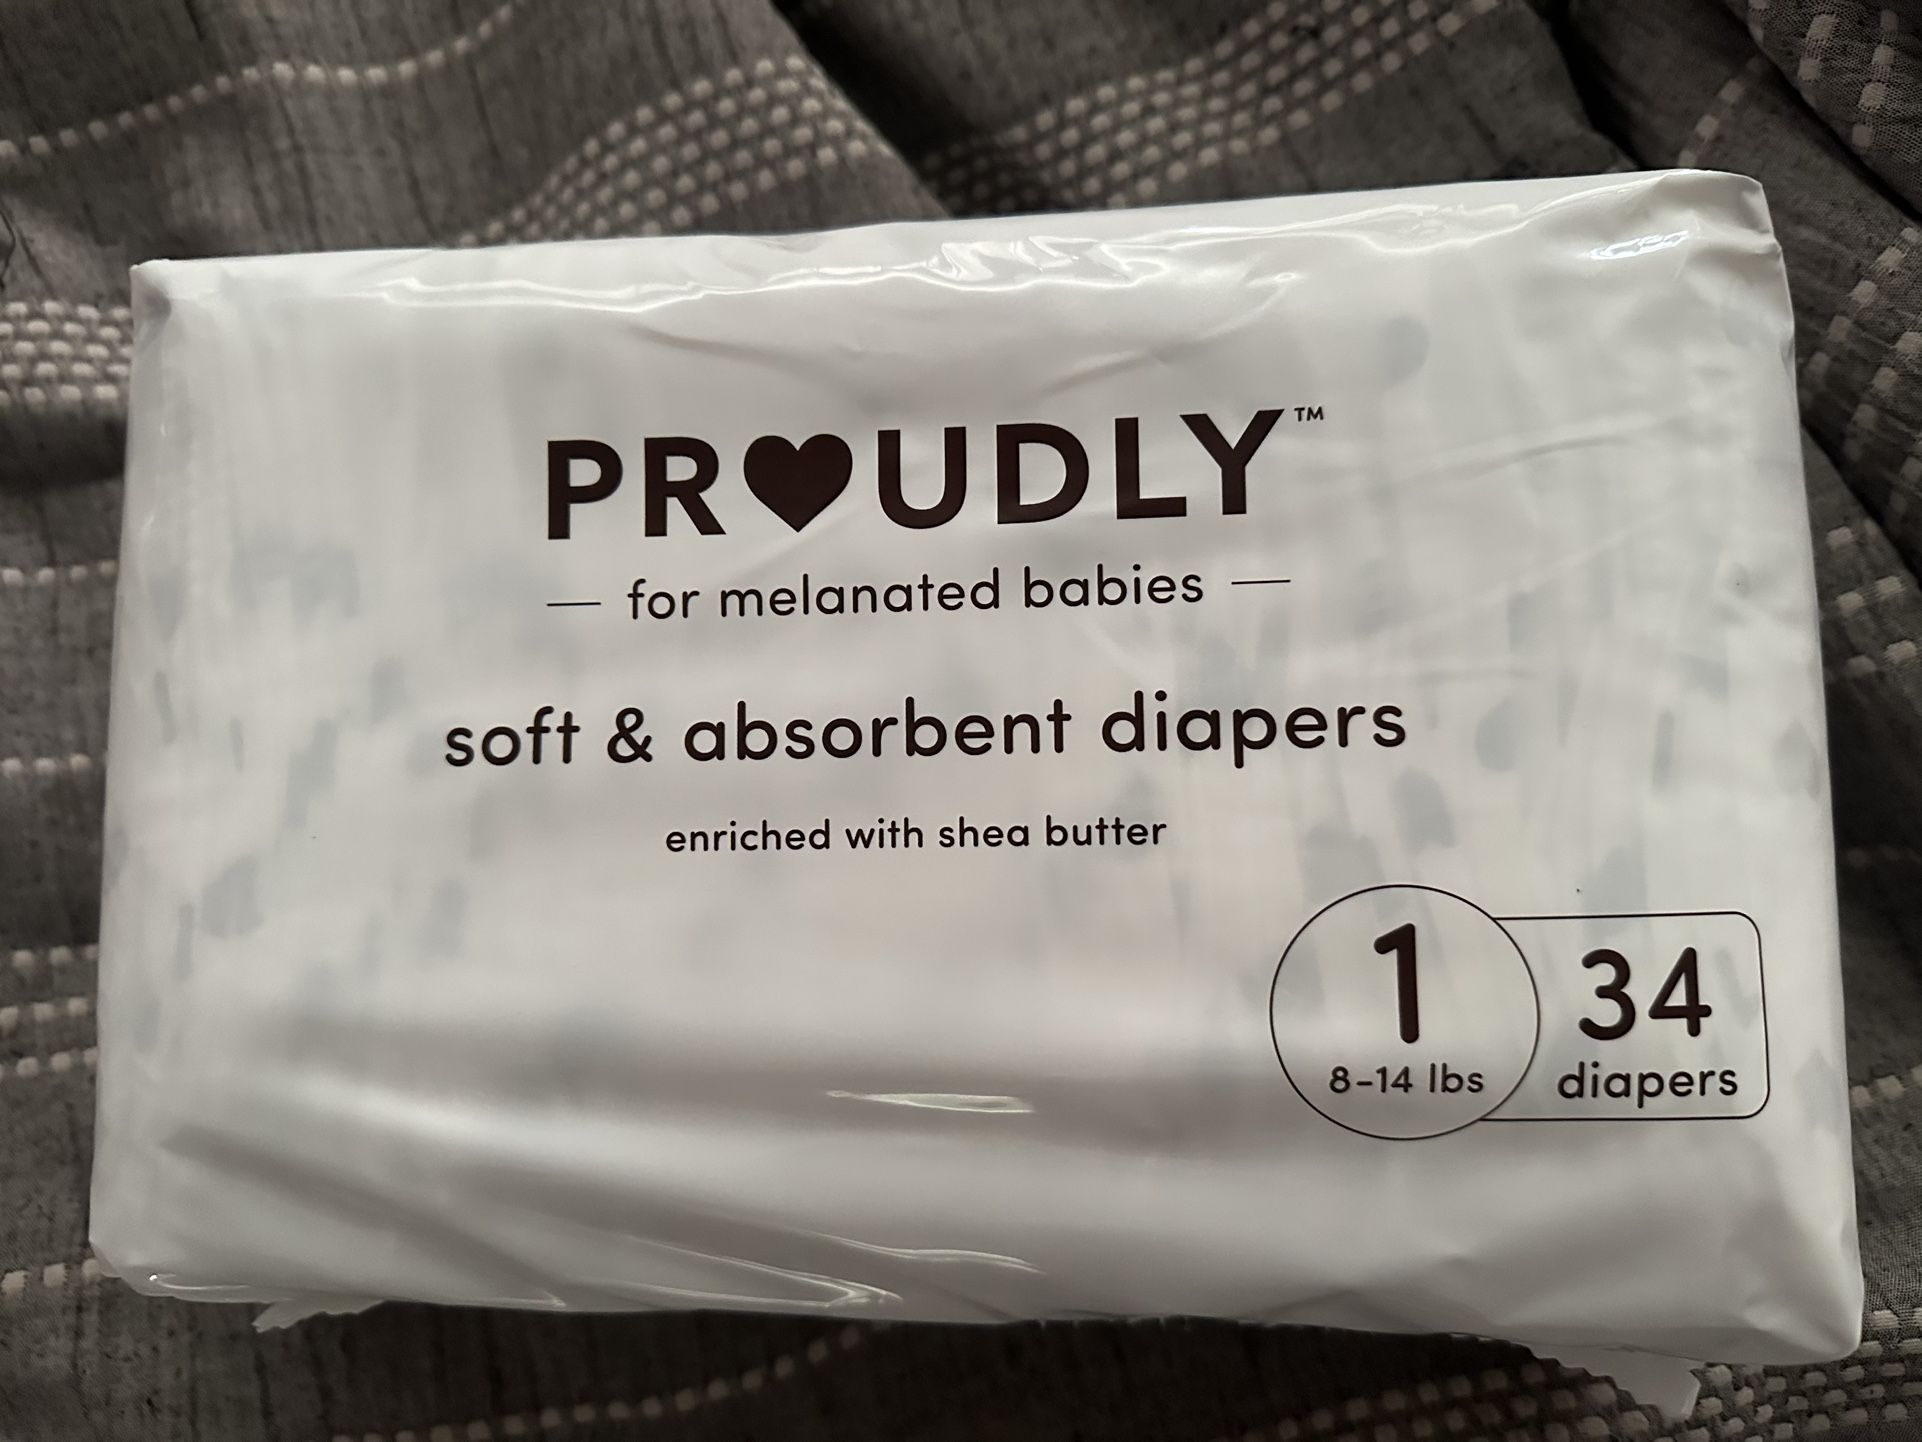 PR♥UDLY™
— for melanated babies —
soft & absorbent diapers
enriched with shea butter
1
8-14 lbs
34
diapers